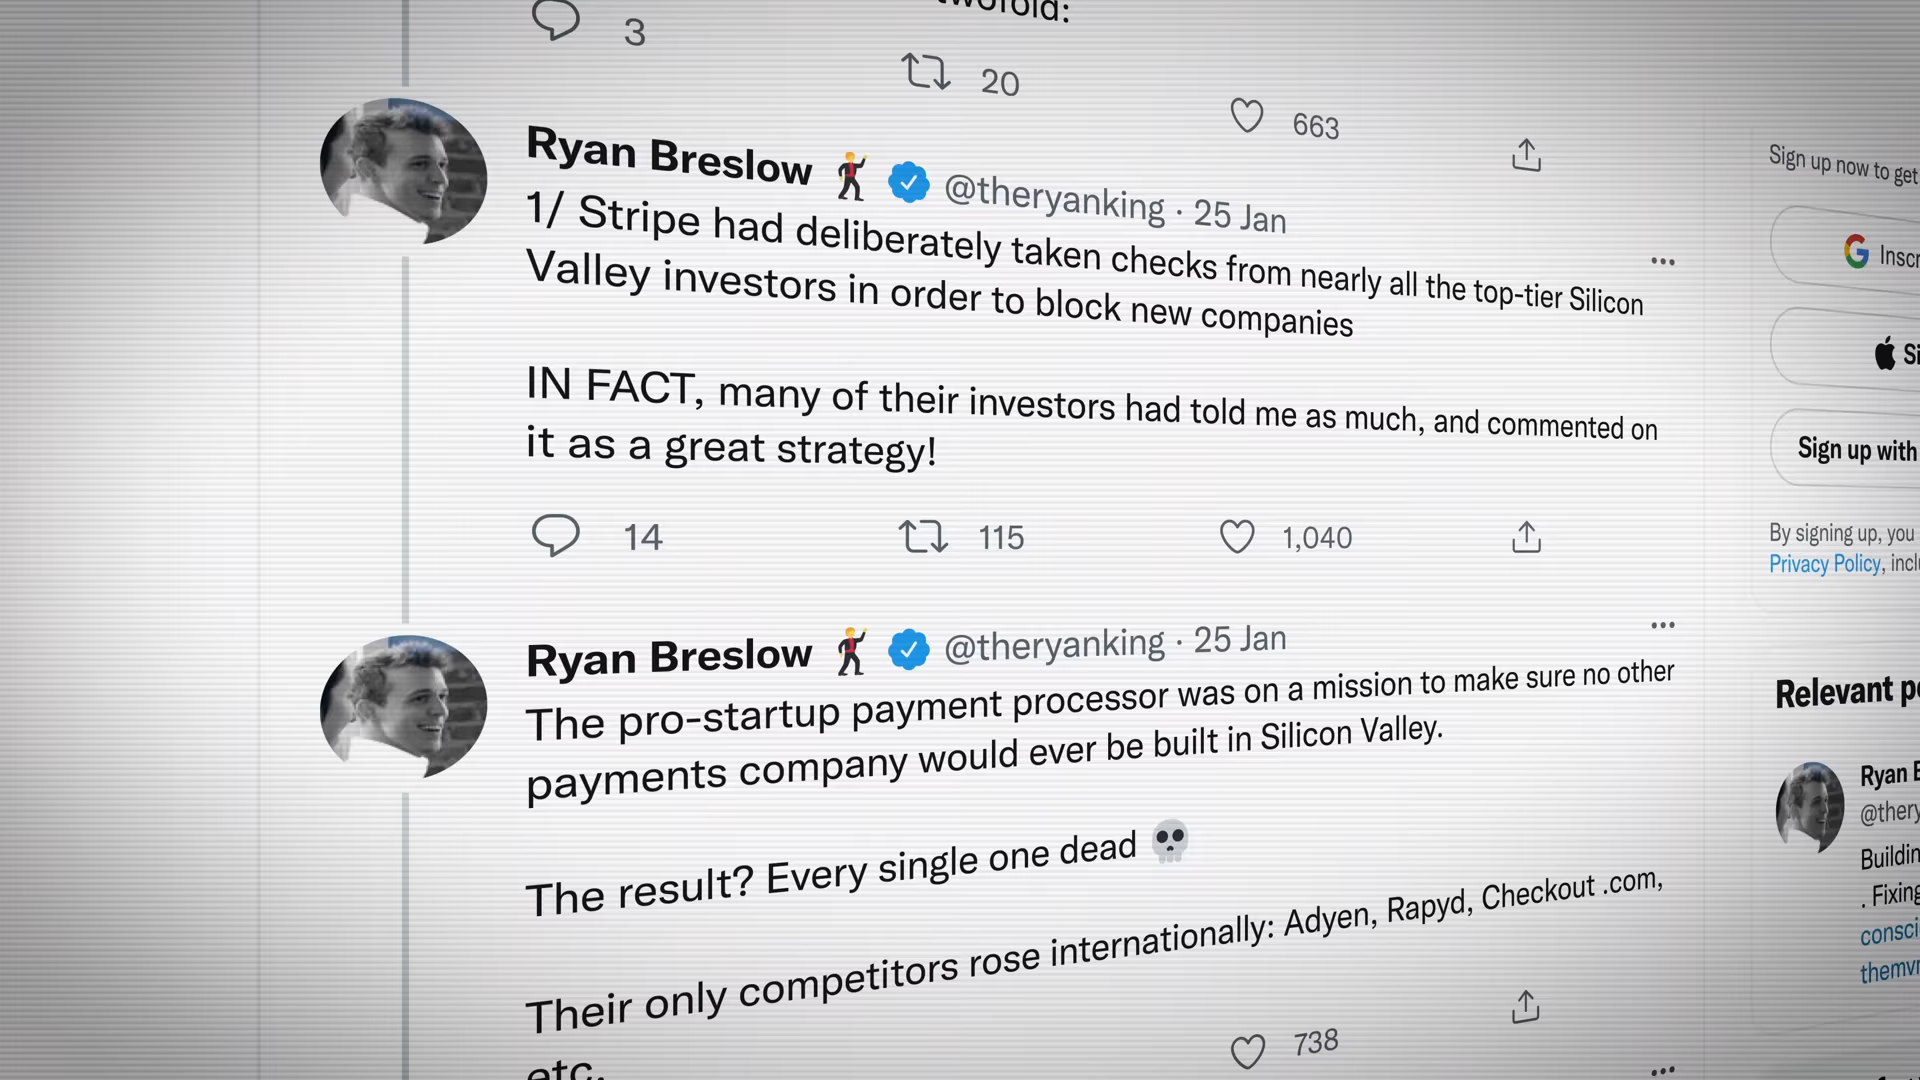 twofold:
3
20
663
Ryan Breslow @theryanking · 25 Jan
1/ Stripe had deliberately taken checks from nearly all the top-tier Silicon
Valley investors in order to block new companies
IN FACT, many of their investors had told me as much, and commented on
it as a great strategy!
14
115
1,040
Ryan Breslow @theryanking · 25 Jan
The pro-startup payment processor was on a mission to make sure no other
payments company would ever be built in Silicon Valley.
The result? Every single one dead 💀
Their only competitors rose internationally: Adyen, Rapyd, Checkout .com,
etc.
738
Sign up now to get
Sign up with
By signing up, you
Privacy Policy,
Relevant
Ryan
. Fixing